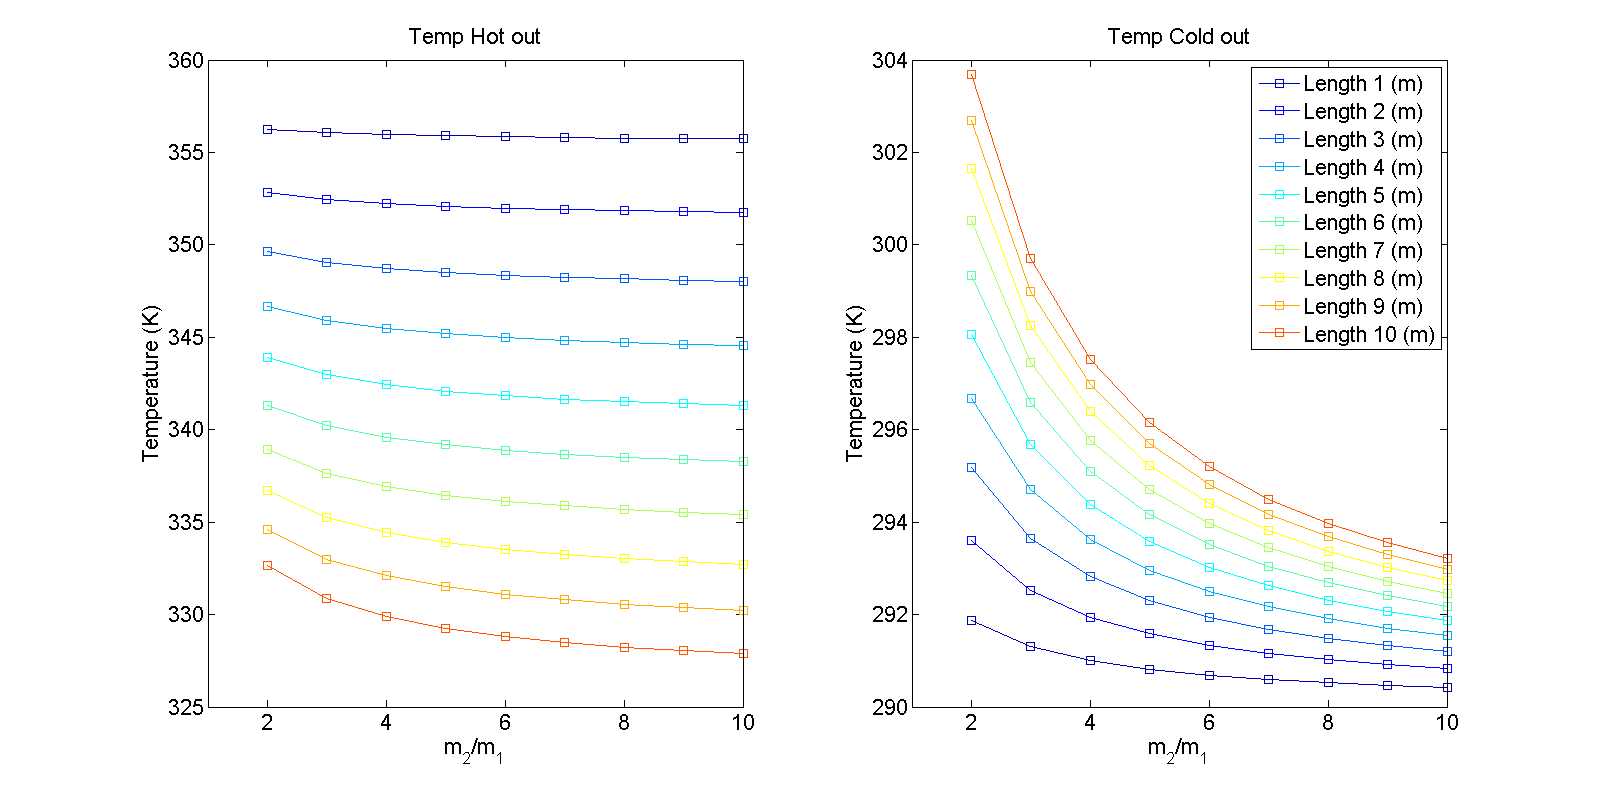 Temp Hot out
360
355
350
345
340
335
330
325
Temperature (K)
2 4 6 8 10
m2/m1
Temp Cold out
304
302
300
298
296
294
292
290
Temperature (K)
2 4 6 8 10
m2/m1
Length 1 (m)
Length 2 (m)
Length 3 (m)
Length 4 (m)
Length 5 (m)
Length 6 (m)
Length 7 (m)
Length 8 (m)
Length 9 (m)
Length 10 (m)